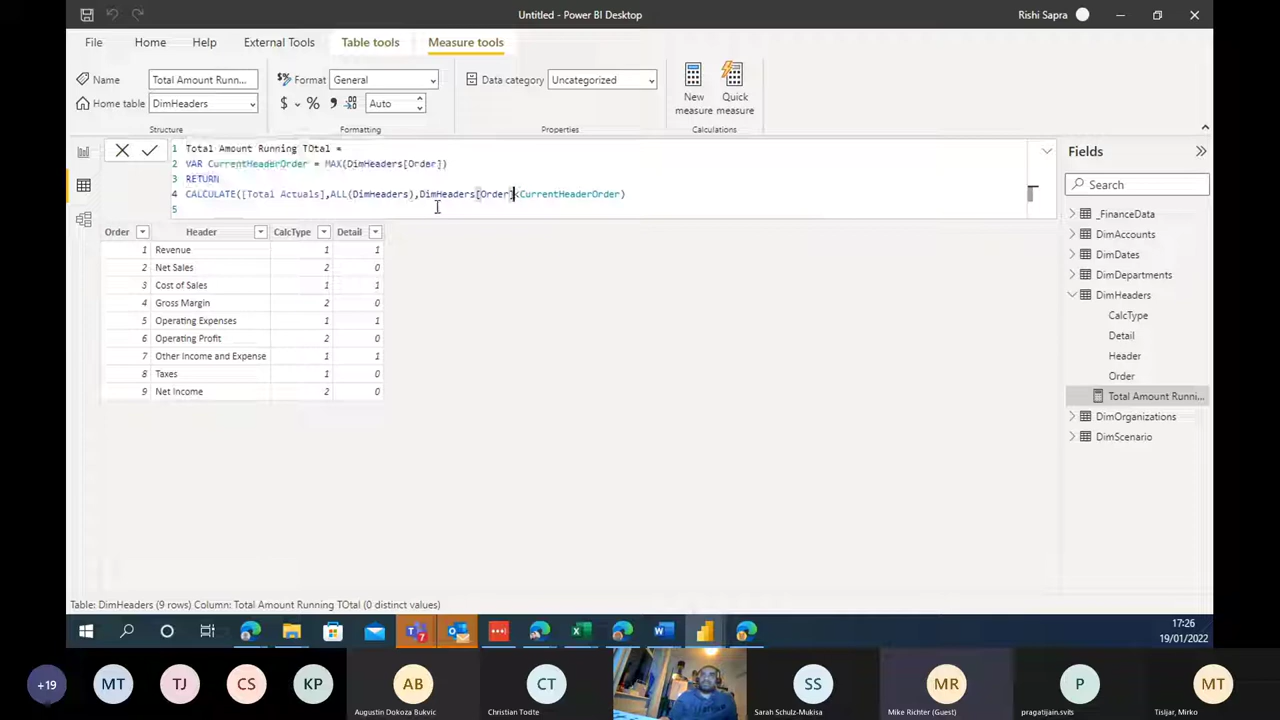 Untitled - Power BI Desktop
Rishi Sapra
File Home Help External Tools Table tools Measure tools
Name Total Amount Runn...
Format General
Data category Uncategorized
Home table DimHeaders
$ % Auto
New measure
Quick measure
Structure
Formatting
Properties
Calculations
1 Total Amount Running TOtal =
2 VAR CurrentHeaderOrder = MAX(DimHeaders[Order])
3 RETURN
4 CALCULATE([Total Actuals],ALL(DimHeaders),DimHeaders[Order]<CurrentHeaderOrder)
5
Order Header CalcType Detail
1 Revenue 1 1
2 Net Sales 2 0
3 Cost of Sales 1 1
4 Gross Margin 2 0
5 Operating Expenses 1 1
6 Operating Profit 2 0
7 Other Income and Expense 1 1
8 Taxes 1 0
9 Net Income 2 0
Fields
Search
_FinanceData
DimAccounts
DimDates
DimDepartments
DimHeaders
CalcType
Detail
Header
Order
Total Amount Runni...
DimOrganizations
DimScenario
Table: DimHeaders (9 rows) Column: Total Amount Running TOtal (0 distinct values)
17:26
19/01/2022
+19 MT TJ CS KP AB CT SS MR P MT
Augustin Dokoza Bukvic
Christian Todte
Sarah Schulz-Mukisa
Mike Richter (Guest)
pragatijain.svits
Tisljar, Mirko